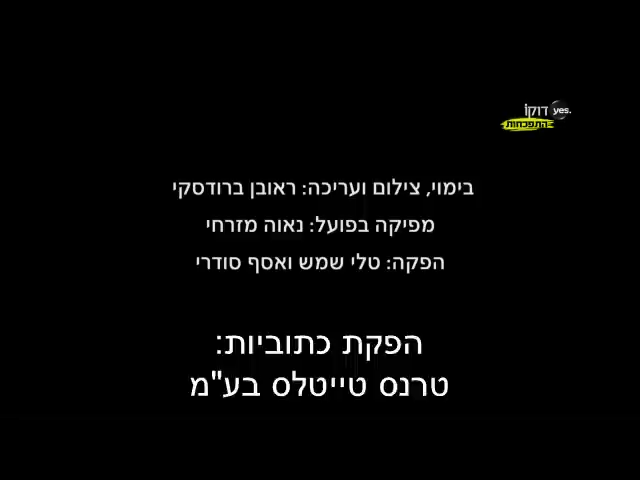 yes.דוקו
התפכחות
בימוי, צילום ועריכה: ראובן ברודסקי
מפיקה בפועל: נאוה מזרחי
הפקה: טלי שמש ואסף סודרי
הפקת כתוביות:
טרנס טייטלס בע"מ